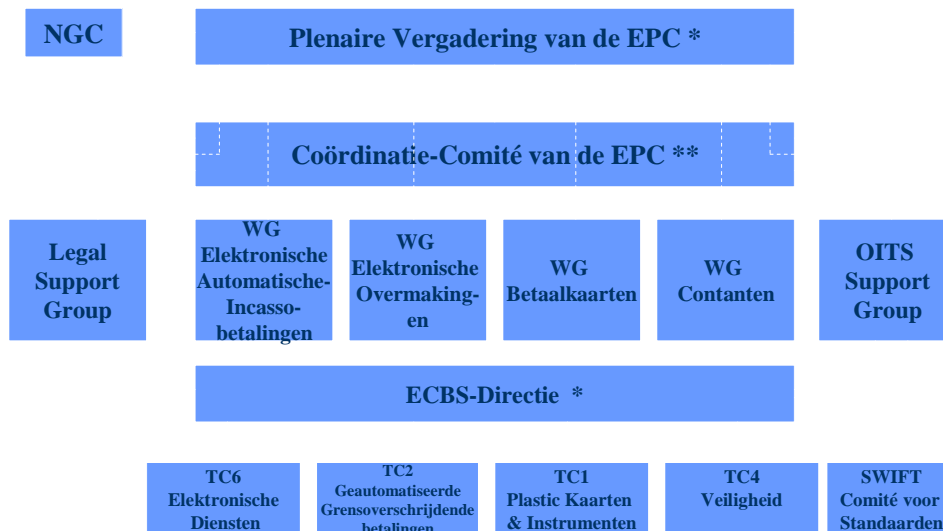 NGC
Plenaire Vergadering van de EPC *
Coördinatie-Comité van de EPC **
Legal
Support
Group
WG
Elektronische
Automatische-
Incasso-
betalingen
WG
Elektronische
Overmaking-
en
WG
Betaalkaarten
WG
Contanten
OITS
Support
Group
ECBS-Directie *
TC6
Elektronische
Diensten
TC2
Geautomatiseerde
Grensoverschrijdende
betalingen
TC1
Plastic Kaarten
& Instrumenten
TC4
Veiligheid
SWIFT
Comité voor
Standaarden